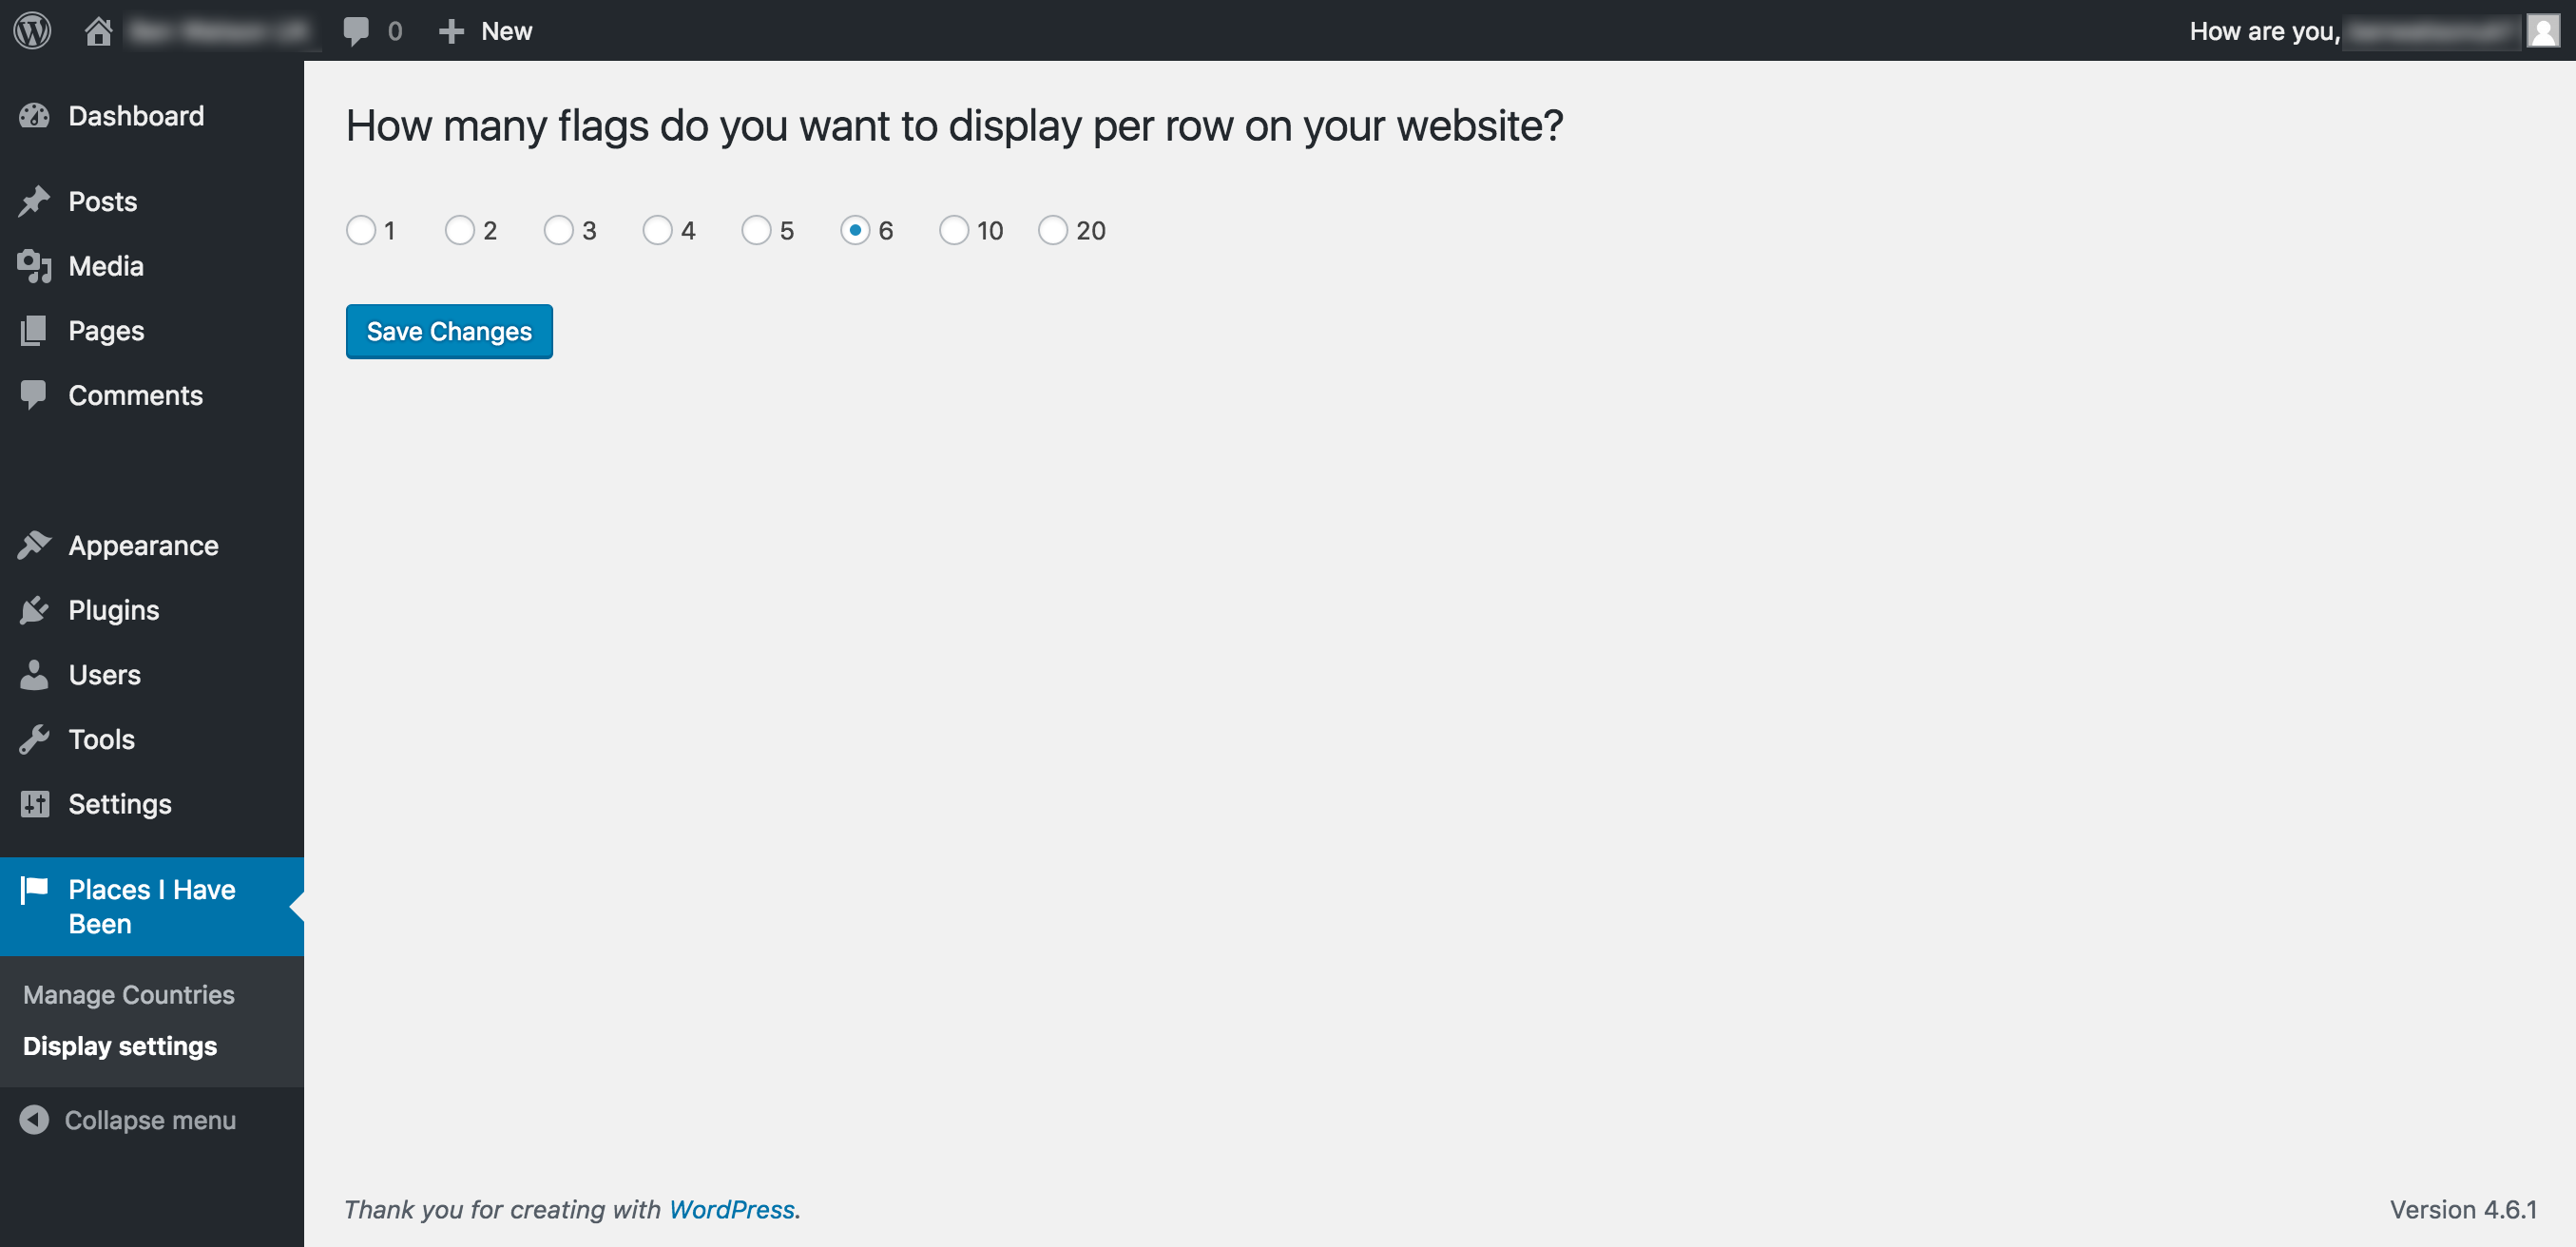 0
New
How are you,
Dashboard
Posts
Media
Pages
Comments
Appearance
Plugins
Users
Tools
Settings
Places I Have
Been
Manage Countries
Display settings
Collapse menu
How many flags do you want to display per row on your website?
1 2 3 4 5 6 10 20
Save Changes
Thank you for creating with WordPress.
Version 4.6.1